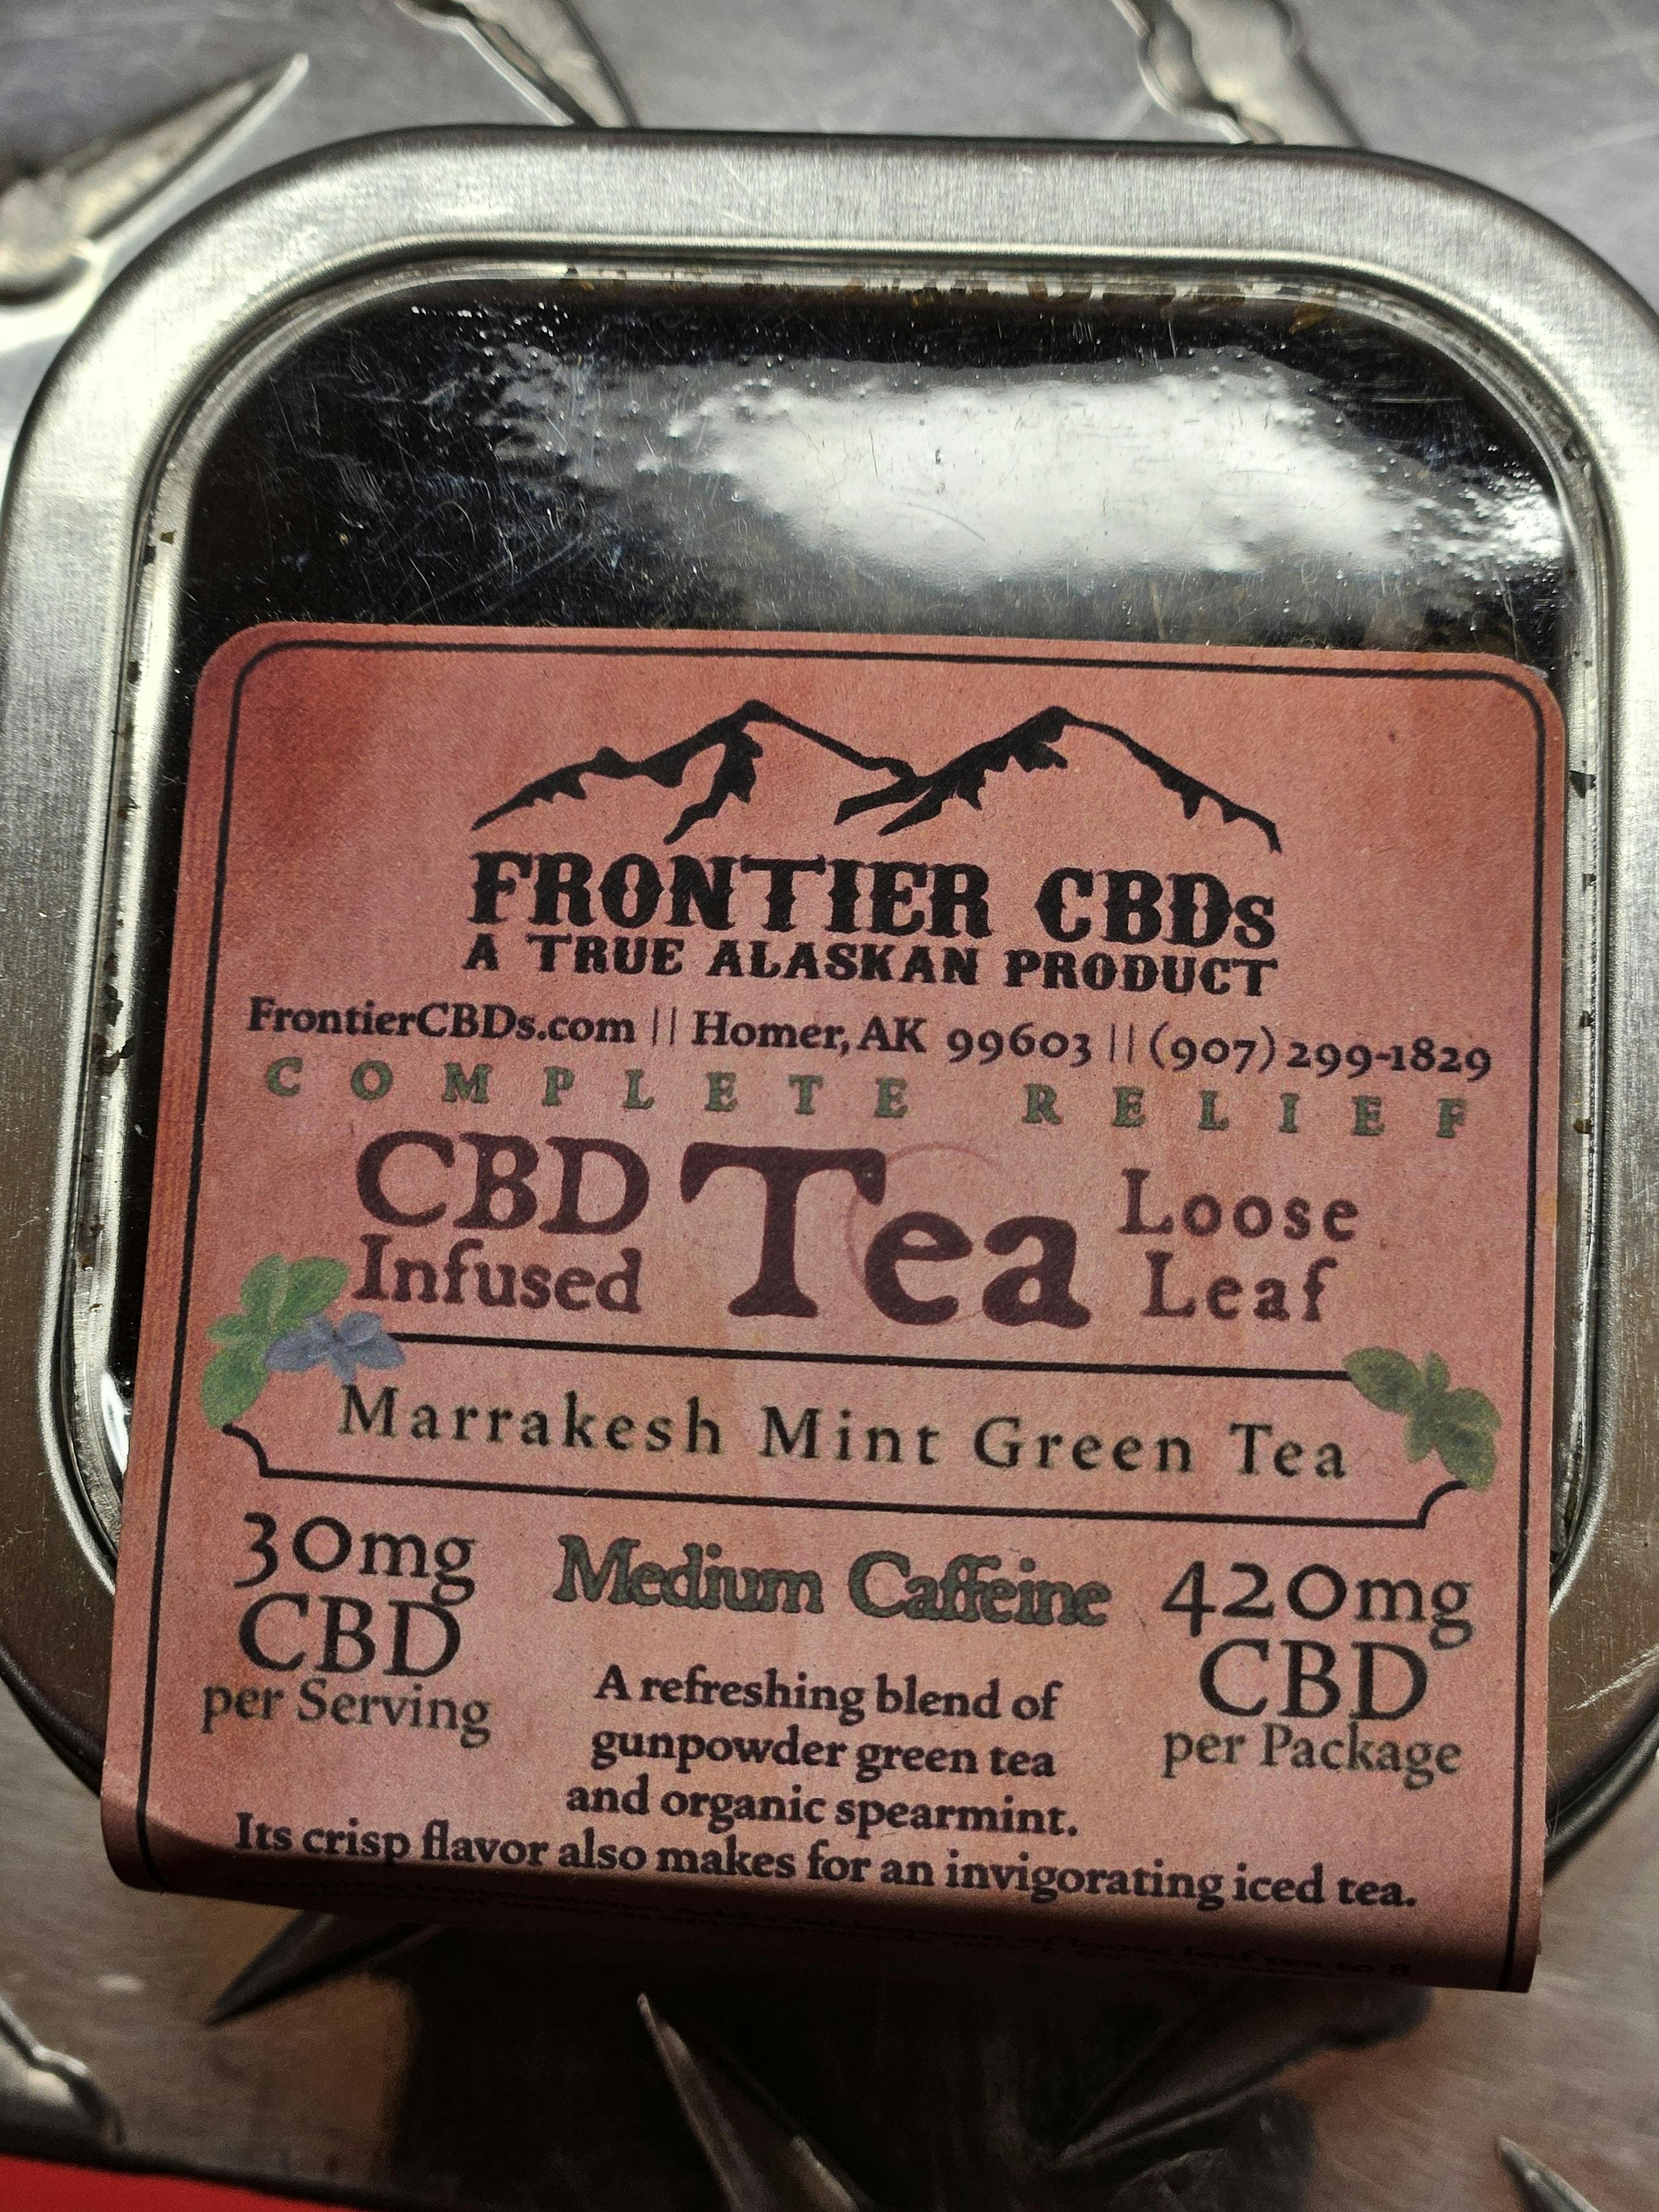 FRONTIER CBDs
A TRUE ALASKAN PRODUCT
FrontierCBDs.com || Homer, AK 99603 || (907) 299-1829
COMPLETE RELIEF
CBD Infused
Tea
Loose Leaf
Marrakesh Mint Green Tea
30mg
CBD
per Serving
Medium Caffeine
A refreshing blend of
gunpowder green tea
and organic spearmint.
Its crisp flavor also makes for an invigorating iced tea.
420mg
CBD
per Package